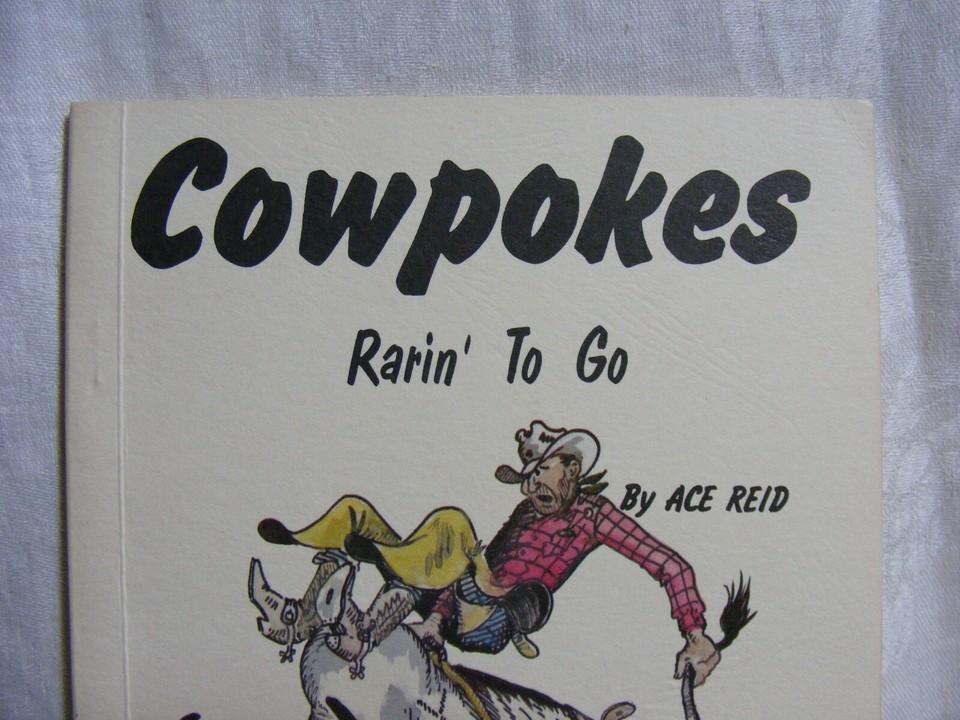 Cowpokes
Rarin' To Go
By ACE REID